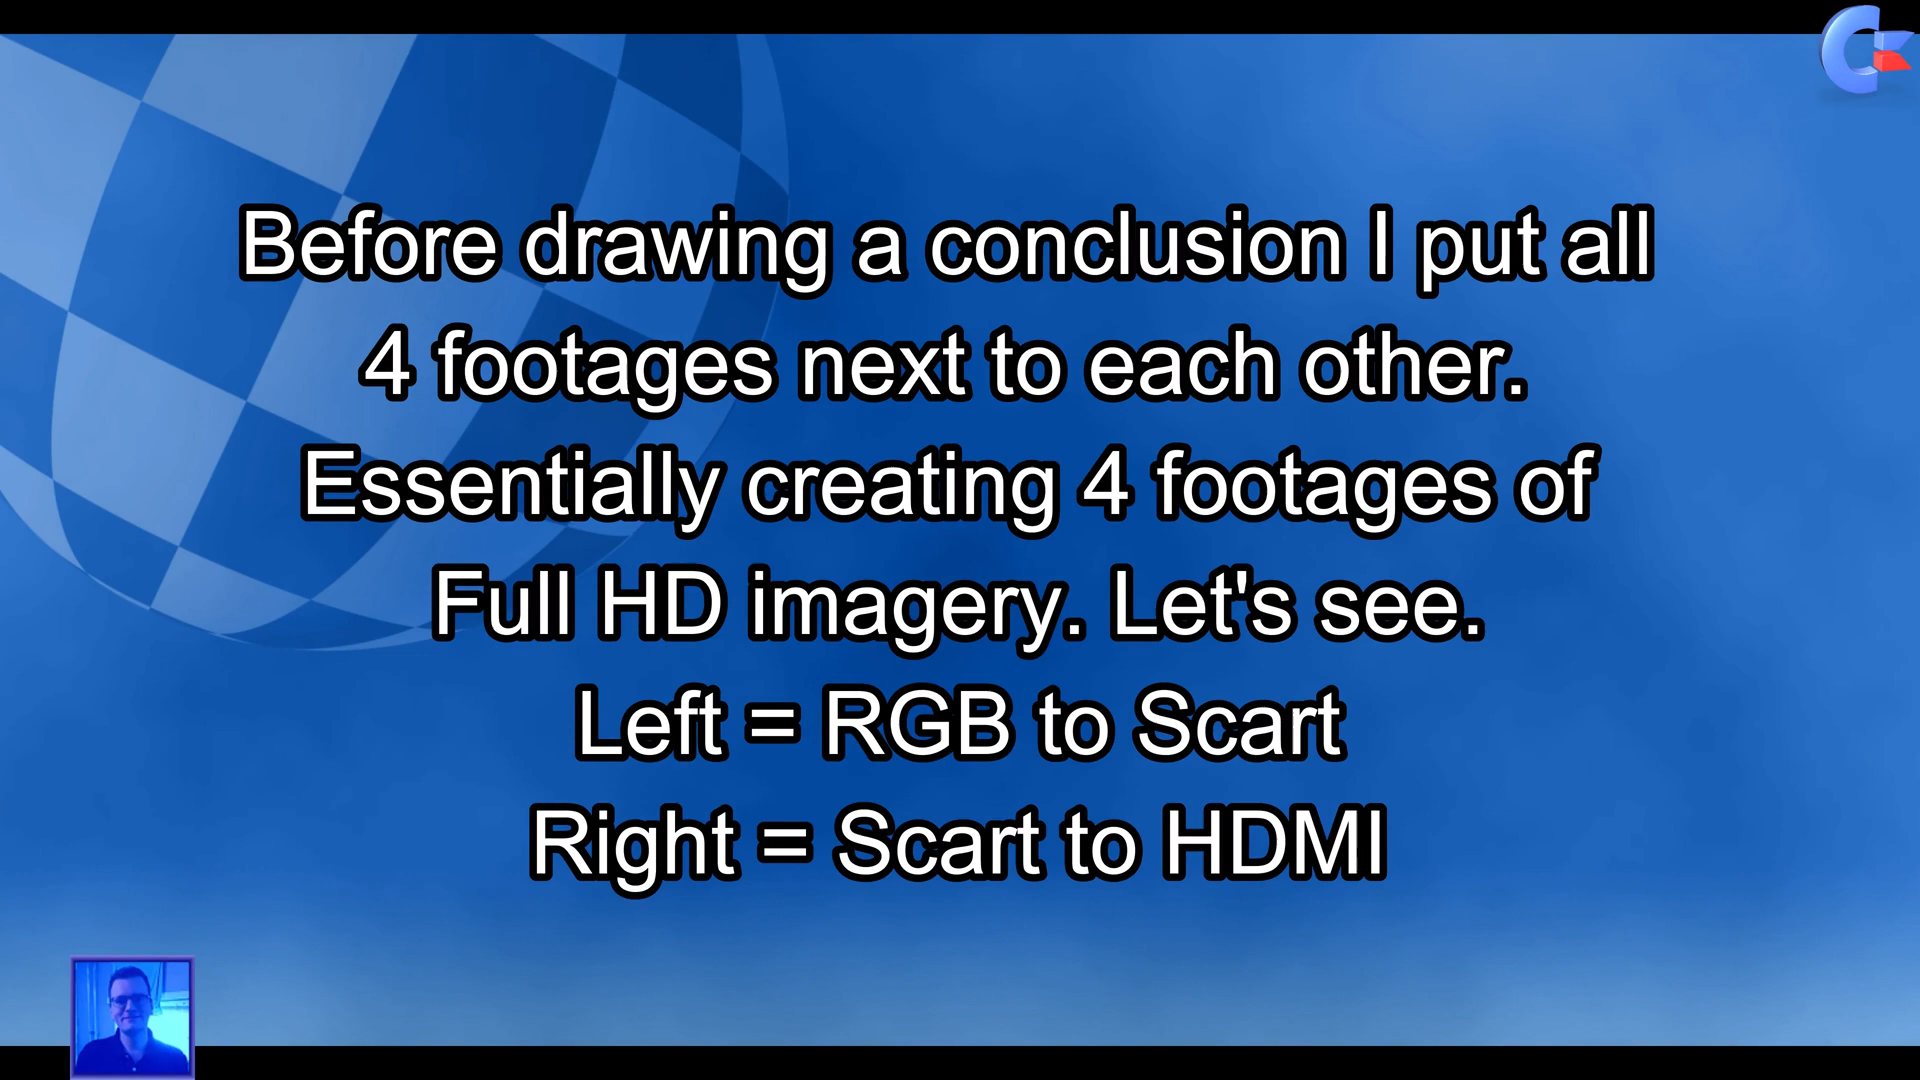 Before drawing a conclusion I put all
4 footages next to each other.
Essentially creating 4 footages of
Full HD imagery. Let's see.
Left = RGB to Scart
Right = Scart to HDMI